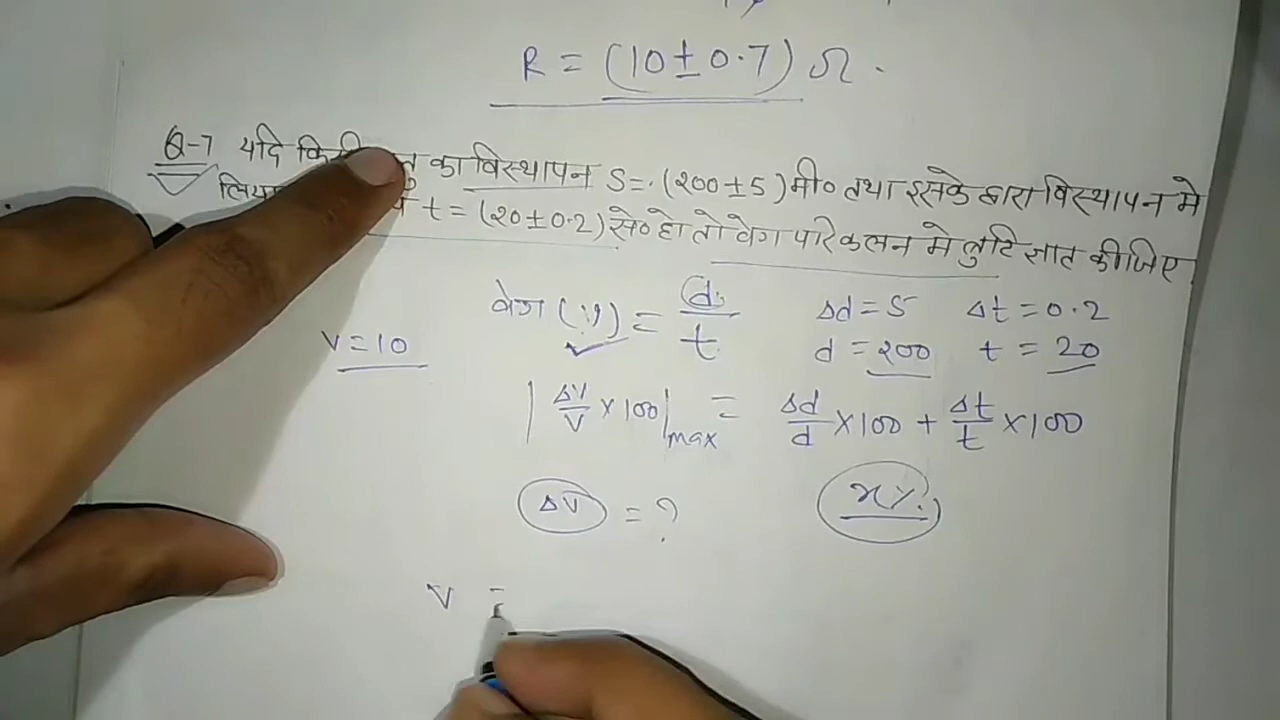 R = (10 ± 0.7) Ω .
Q-7 यदि का विस्थापन S = (200 ± 5) मी० तथा इसके द्वारा विस्थापन मे
t = (20 ± 0.2) से० हो तो वेग परिकलन मे त्रुटि ज्ञात कीजिए
वेग (v) = d/t Δd = 5 Δt = 0.2
v = 10 d = 200 t = 20
|ΔV/V × 100|max = Δd/d × 100 + Δt/t × 100
ΔV = ? x%
V =